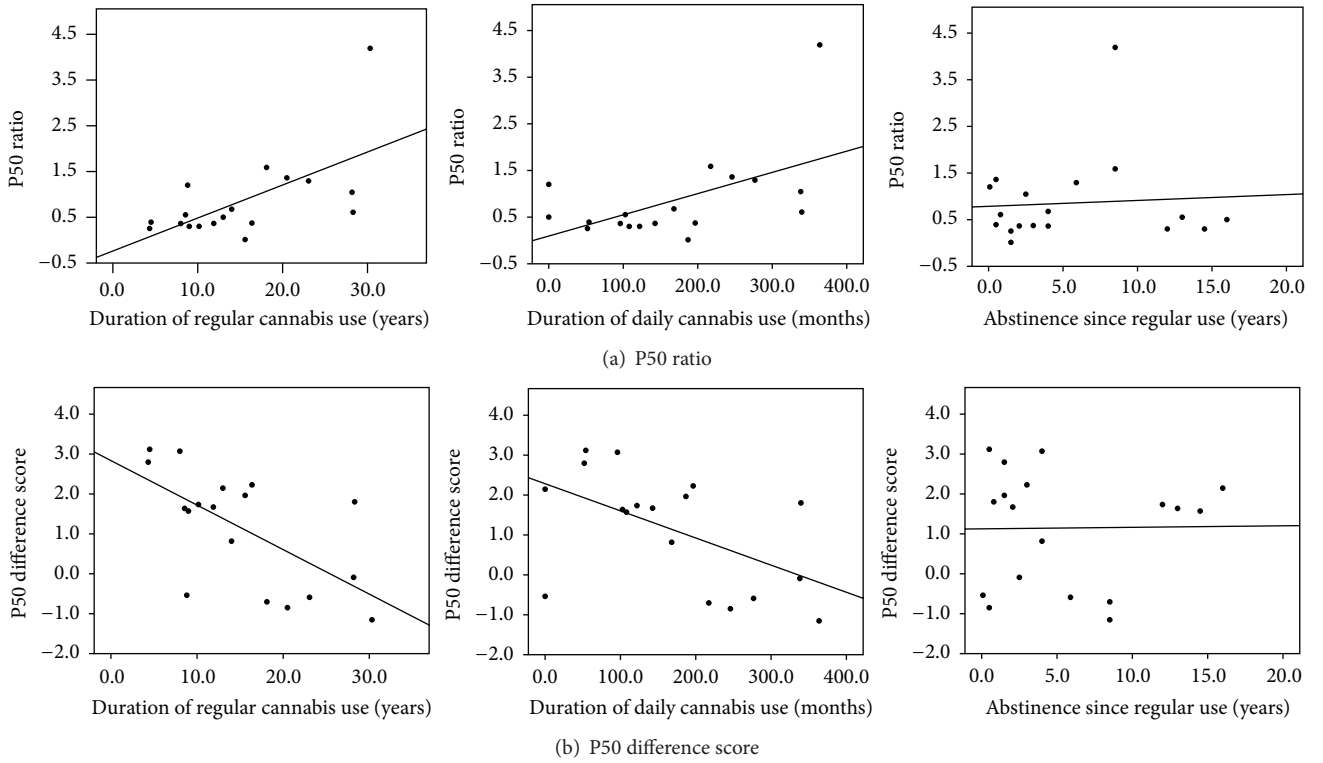 4.5
3.5
2.5
1.5
0.5
−0.5
P50 ratio
0.0 10.0 20.0 30.0
Duration of regular cannabis use (years)
4.5
3.5
2.5
1.5
0.5
−0.5
P50 ratio
0.0 100.0 200.0 300.0 400.0
Duration of daily cannabis use (months)
4.5
3.5
2.5
1.5
0.5
−0.5
P50 ratio
0.0 5.0 10.0 15.0 20.0
Abstinence since regular use (years)
(a) P50 ratio
4.0
3.0
2.0
1.0
0.0
−1.0
−2.0
P50 difference score
0.0 10.0 20.0 30.0
Duration of regular cannabis use (years)
4.0
3.0
2.0
1.0
0.0
−1.0
−2.0
P50 difference score
0.0 100.0 200.0 300.0 400.0
Duration of daily cannabis use (months)
4.0
3.0
2.0
1.0
0.0
−1.0
−2.0
P50 difference score
0.0 5.0 10.0 15.0 20.0
Abstinence since regular use (years)
(b) P50 difference score